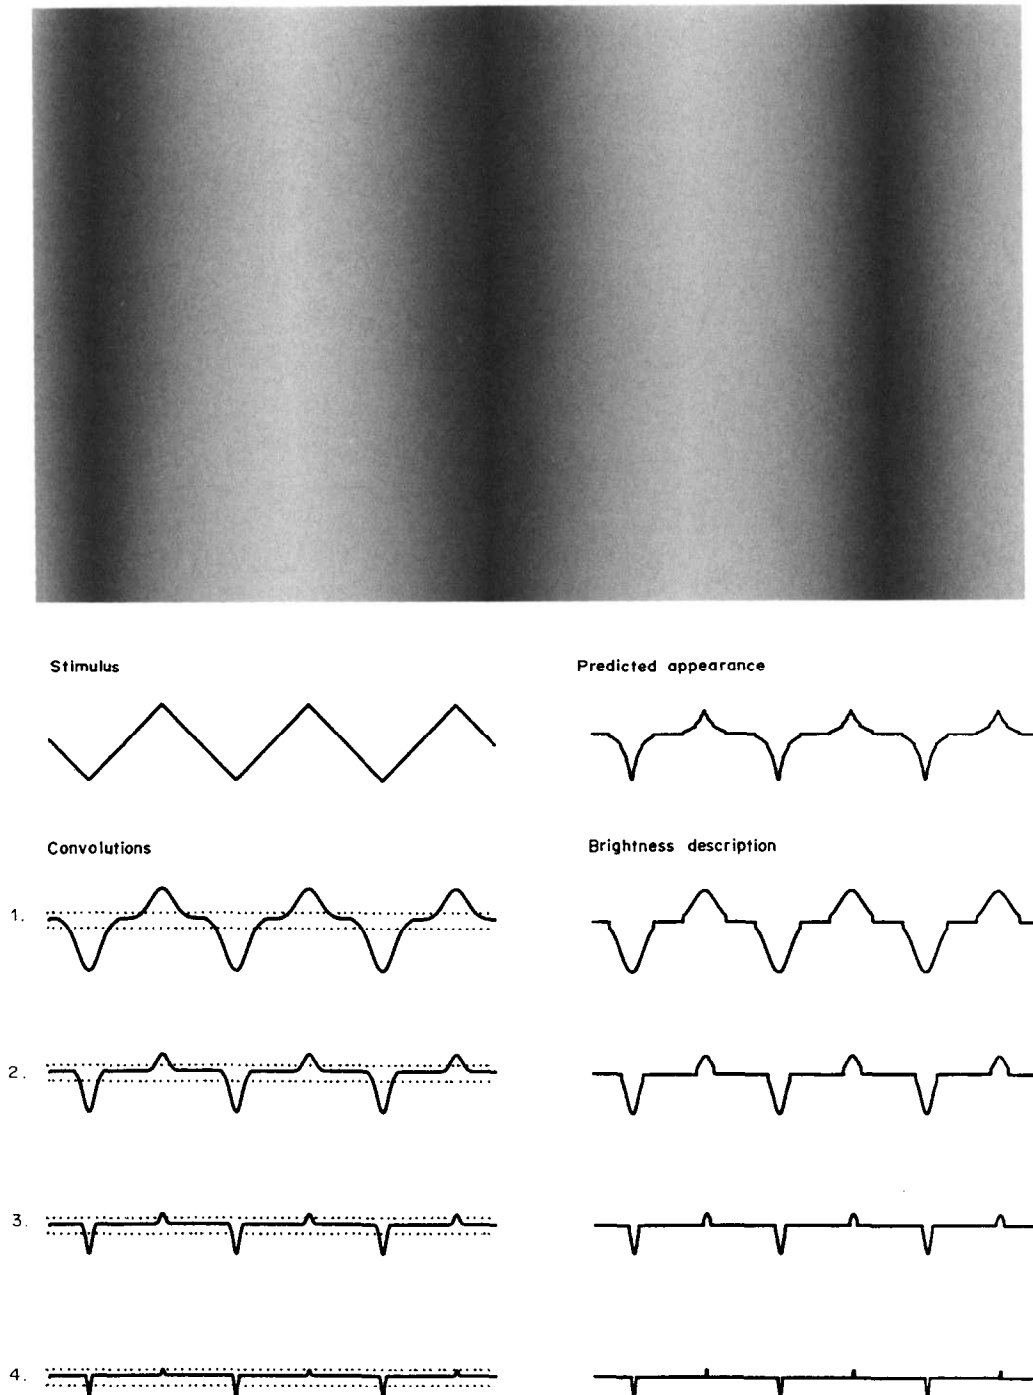 Stimulus
Predicted appearance
Convolutions
Brightness description
1.
2.
3.
4.